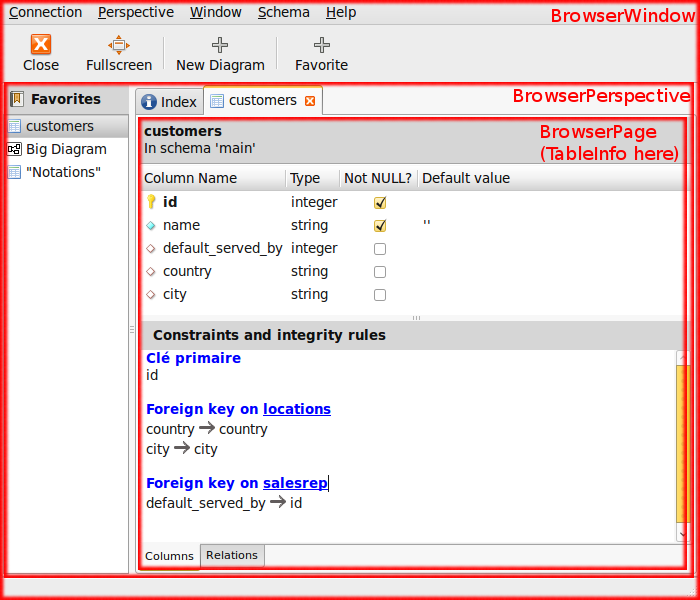 Connection Perspective Window Schema Help
BrowserWindow
Close Fullscreen New Diagram Favorite
BrowserPerspective
Favorites
customers
Big Diagram
"Notations"
Index customers
customers
In schema 'main'
BrowserPage
(TableInfo here)
Column Name Type Not NULL? Default value
id integer
name string ''
default_served_by integer
country string
city string
Constraints and integrity rules
Clé primaire
id
Foreign key on locations
country → country
city → city
Foreign key on salesrep
default_served_by → id
Columns Relations